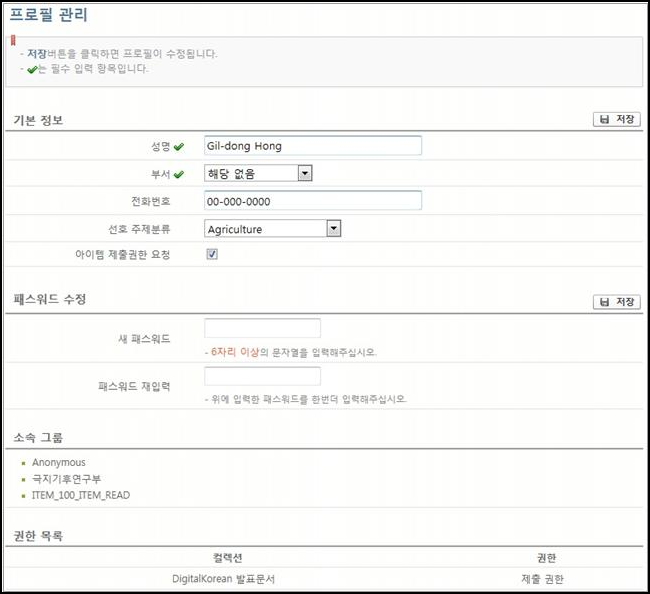 프로필 관리
- 저장버튼을 클릭하면 프로필이 수정됩니다.
- 는 필수 입력 항목입니다.
기본 정보
저장
성명 Gil-dong Hong
부서 해당 없음
전화번호 00-000-0000
선호 주제분류 Agriculture
아이템 제출권한 요청
패스워드 수정
저장
새 패스워드
- 6자리 이상의 문자열을 입력해주십시오.
패스워드 재입력
- 위에 입력한 패스워드를 한번더 입력해주십시오.
소속 그룹
Anonymous
극지기후연구부
ITEM_100_ITEM_READ
권한 목록
컬렉션 권한
DigitalKorean 발표문서 제출 권한